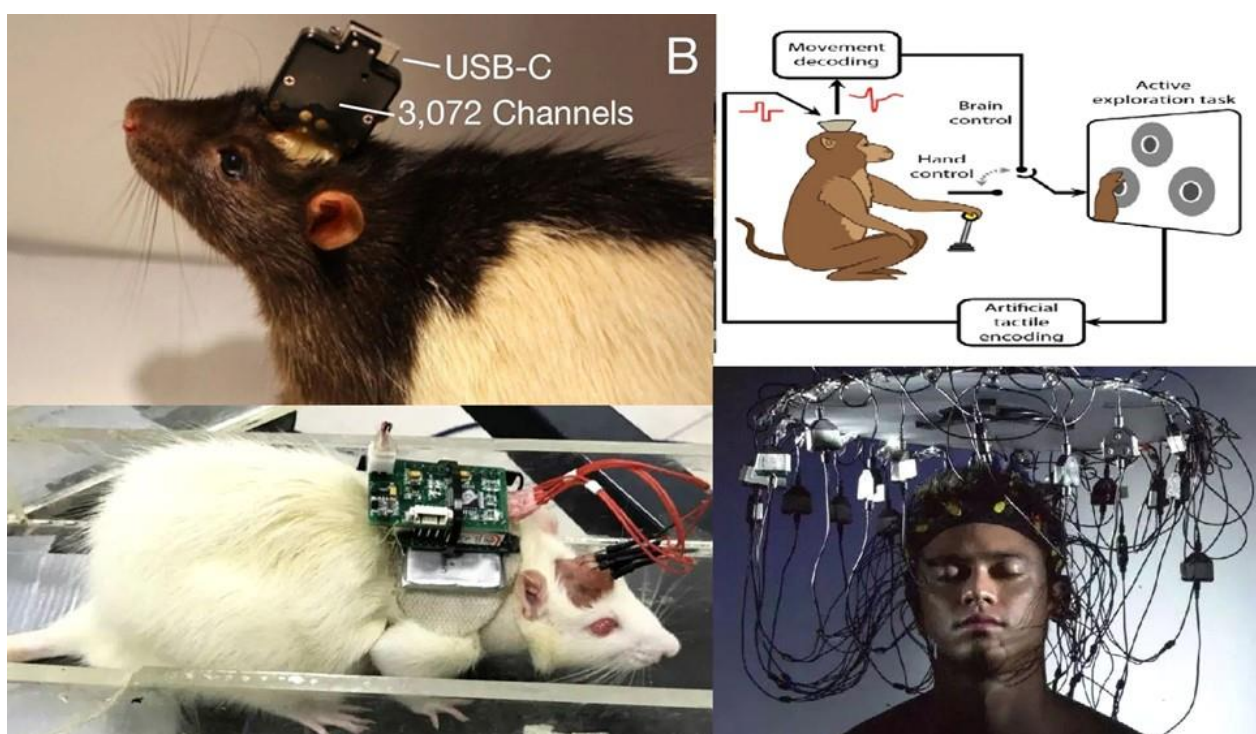 B
USB-C
3,072 Channels
Movement
decoding
Brain
control
Hand
control
Active
exploration task
Artificial
tactile
encoding